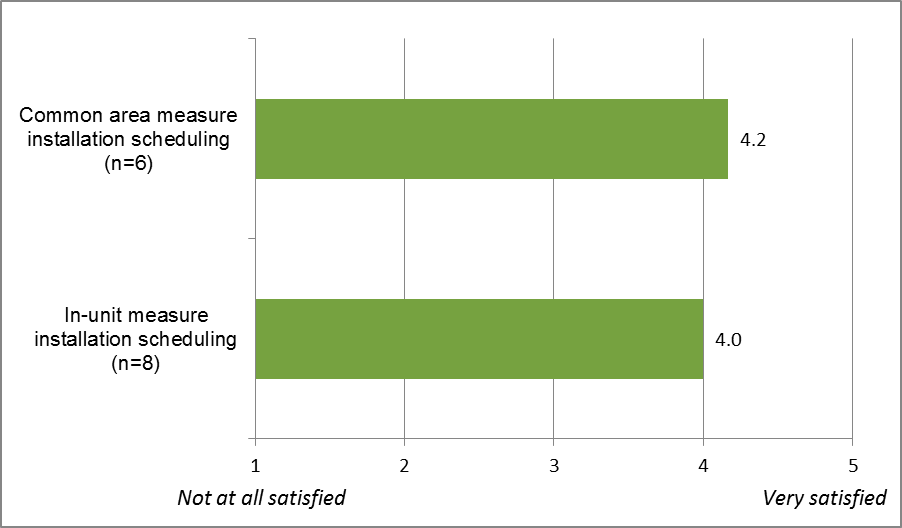 Common area measure
installation scheduling
(n=6)
4.2
In-unit measure
installation scheduling
(n=8)
4.0
1 2 3 4 5
Not at all satisfied Very satisfied